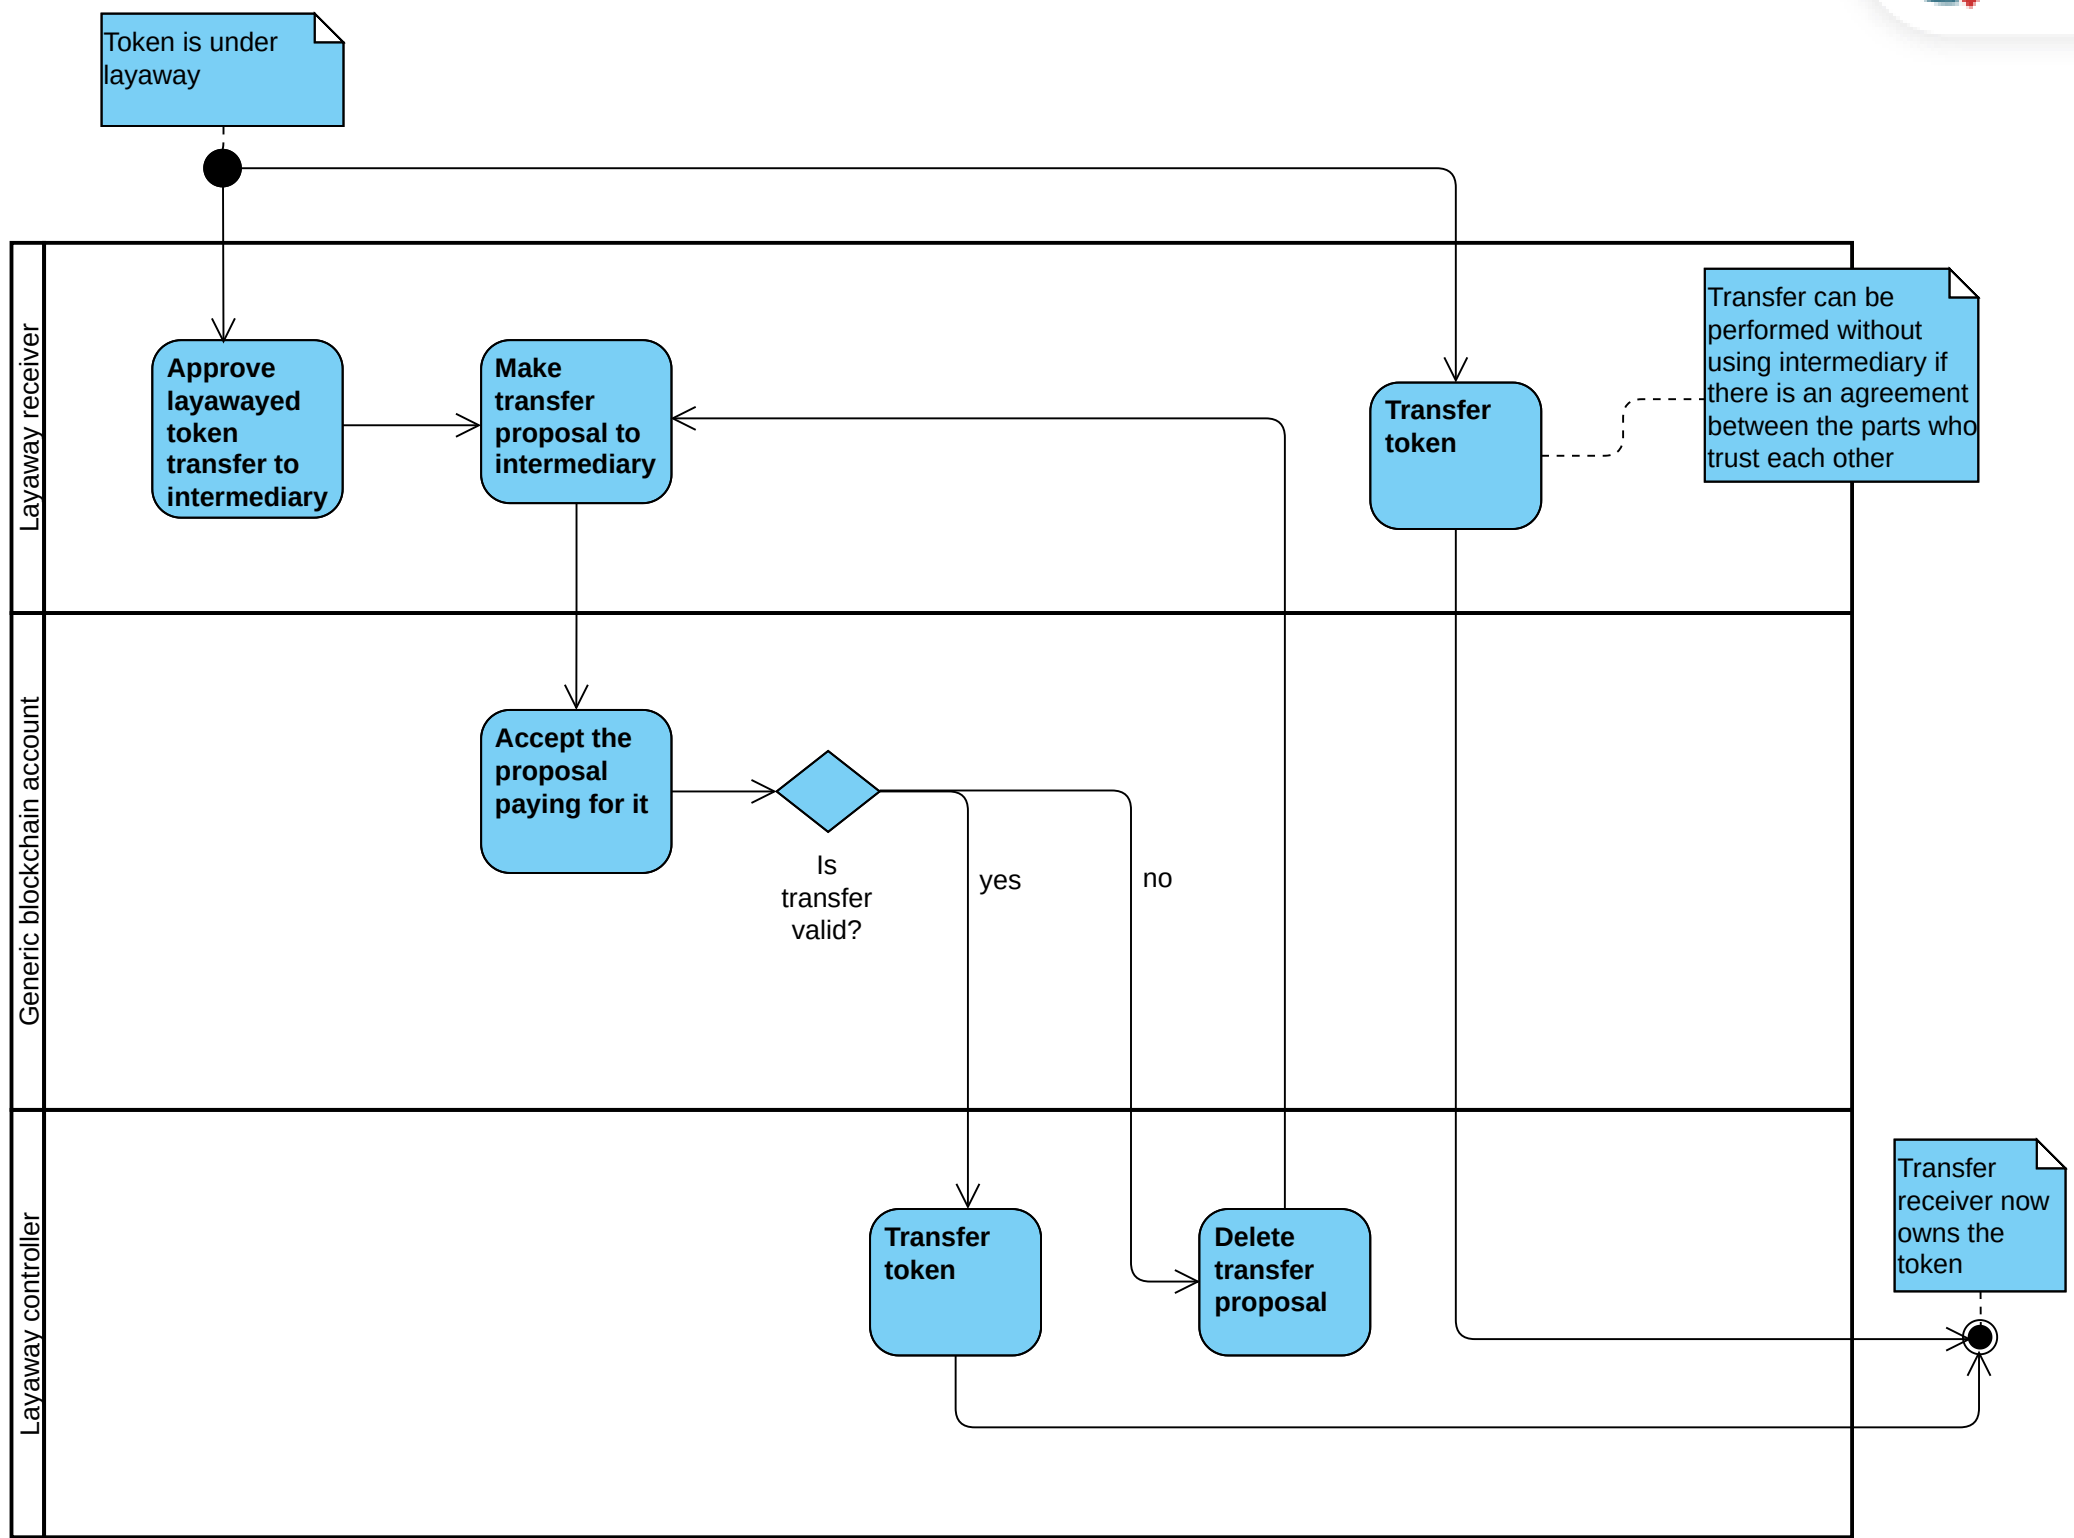 Token is under
layaway
Layaway receiver
Approve
layawayed
token
transfer to
intermediary
Make
transfer
proposal to
intermediary
Transfer
token
Transfer can be
performed without
using intermediary if
there is an agreement
between the parts who
trust each other
Generic blockchain account
Accept the
proposal
paying for it
Is
transfer
valid?
yes
no
Layaway controller
Transfer
token
Delete
transfer
proposal
Transfer
receiver now
owns the
token